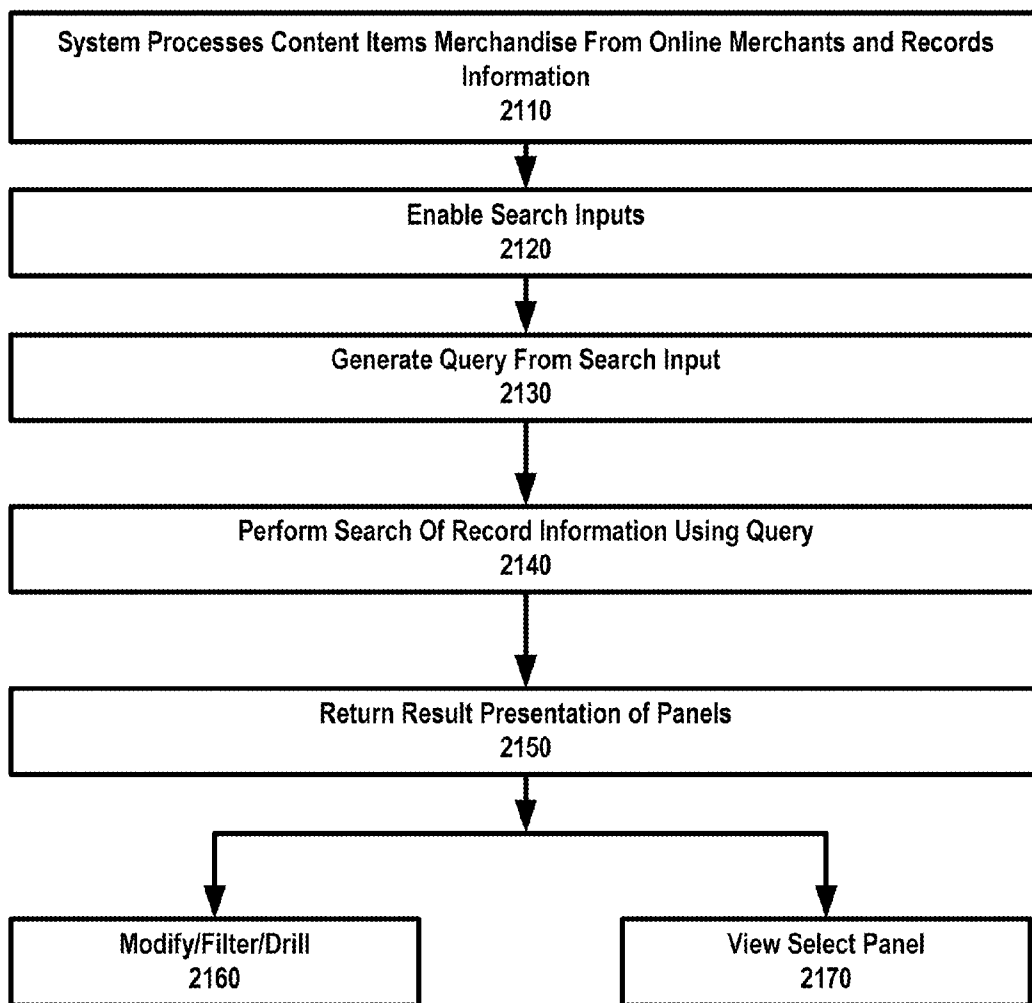 System Processes Content Items Merchandise From Online Merchants and Records
Information
2110
Enable Search Inputs
2120
Generate Query From Search Input
2130
Perform Search Of Record Information Using Query
2140
Return Result Presentation of Panels
2150
Modify/Filter/Drill
2160
View Select Panel
2170